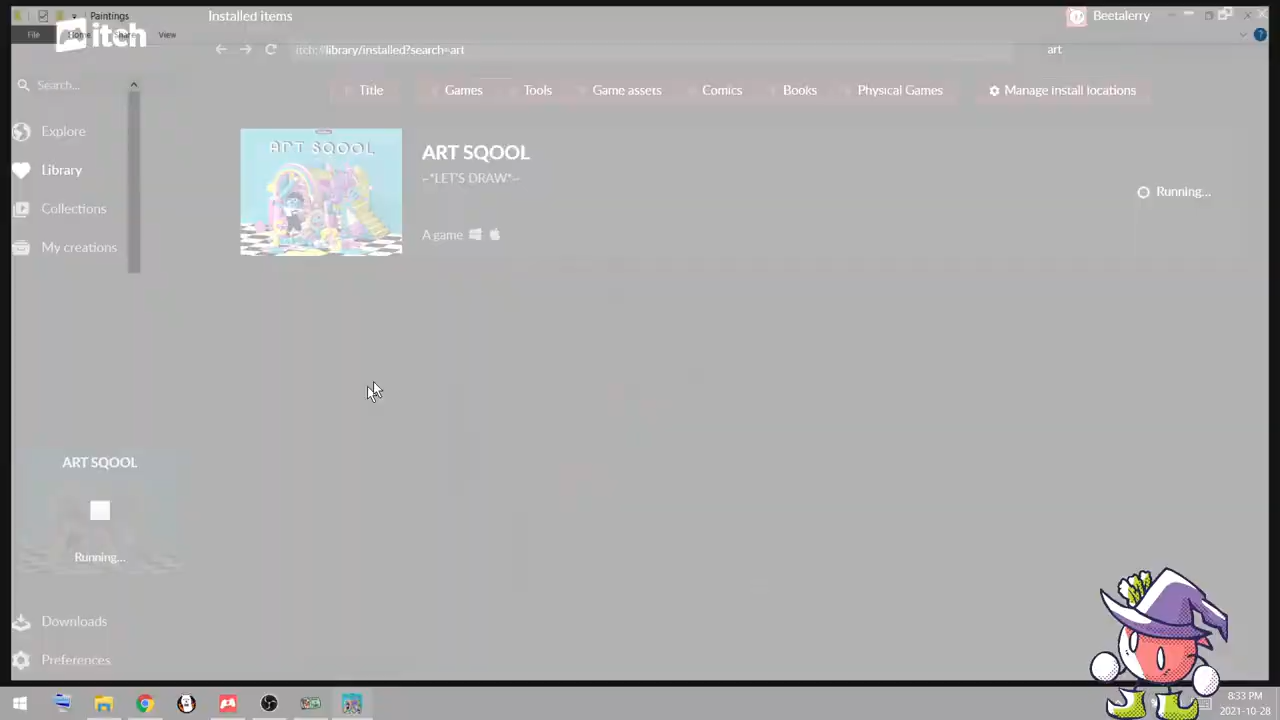 Paintings
Installed items
Beetalerry
File
Home
Share
View
itch
itch://library/installed?search=art
art
Search...
Title
Games
Tools
Game assets
Comics
Books
Physical Games
Manage install locations
Explore
Library
Collections
My creations
ART SQOOL
ART SQOOL
~*LET'S DRAW*~
Running...
A game
ART SQOOL
Running...
Downloads
Preferences
8:33 PM
2021-10-28